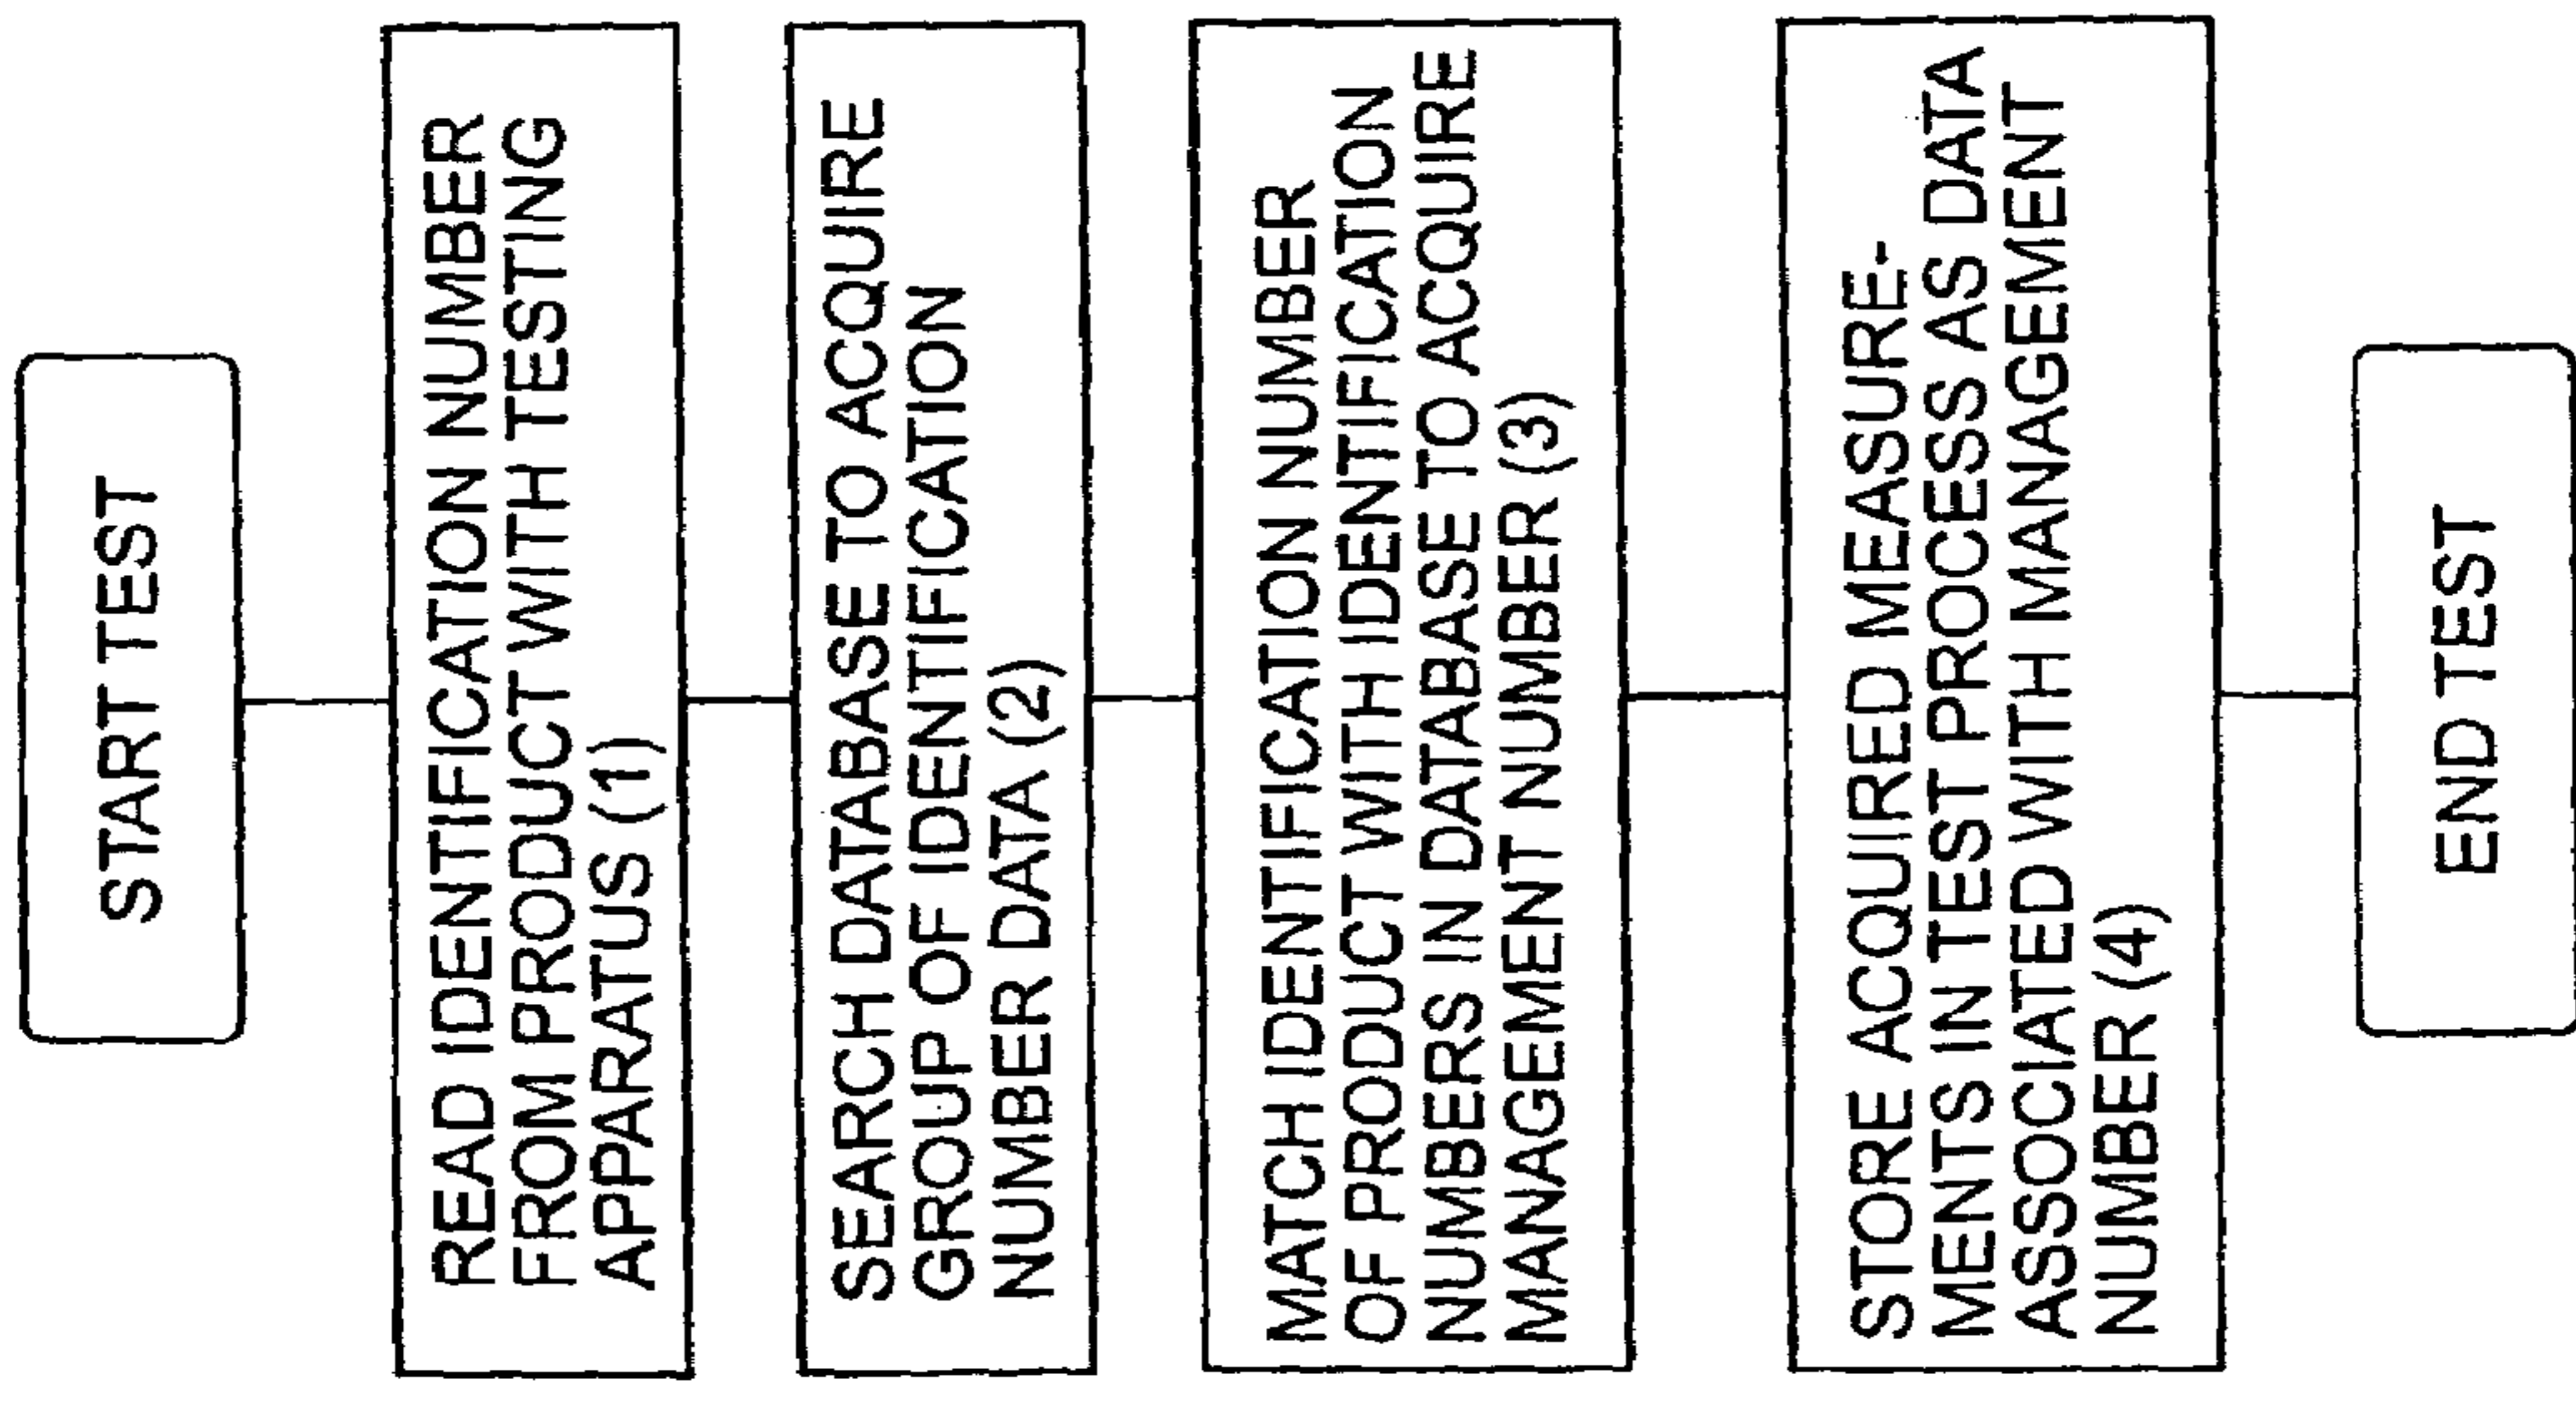 START TEST
READ IDENTIFICATION NUMBER
FROM PRODUCT WITH TESTING
APPARATUS (1)
SEARCH DATABASE TO ACQUIRE
GROUP OF IDENTIFICATION
NUMBER DATA (2)
MATCH IDENTIFICATION NUMBER
OF PRODUCT WITH IDENTIFICATION
NUMBERS IN DATABASE TO ACQUIRE
MANAGEMENT NUMBER (3)
STORE ACQUIRED MEASURE-
MENTS IN TEST PROCESS AS DATA
ASSOCIATED WITH MANAGEMENT
NUMBER (4)
END TEST